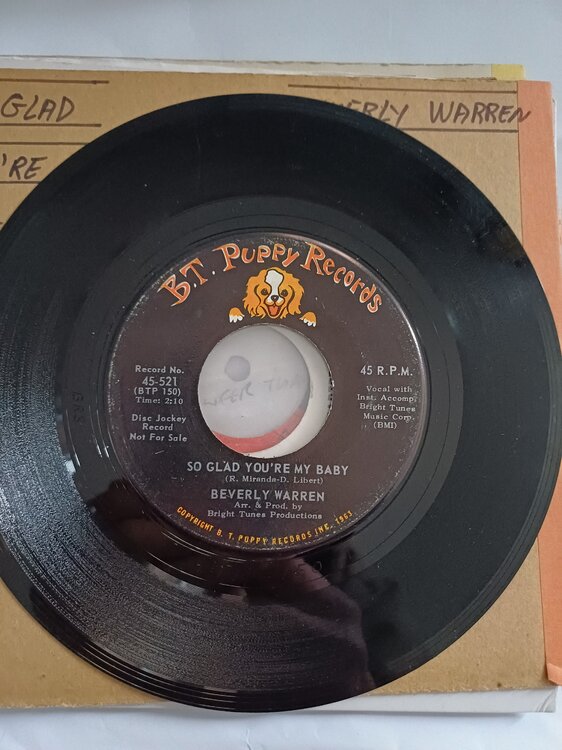 GLAD
WARREN
'RE
B.T. PUPPY RECORDS
Record No.
45-521
(BTP 150)
Time: 2:10
Disc Jockey
Record
Not For Sale
45 R.P.M.
Vocal with
Inst. Accomp.
Bright Tunes
Music Corp.
(BMI)
SO GLAD YOU'RE MY BABY
(R. Miranda-D. Libert)
BEVERLY WARREN
Arr. & Prod. by
Bright Tunes Productions
COPYRIGHT B. T. PUPPY RECORDS INC. 1963